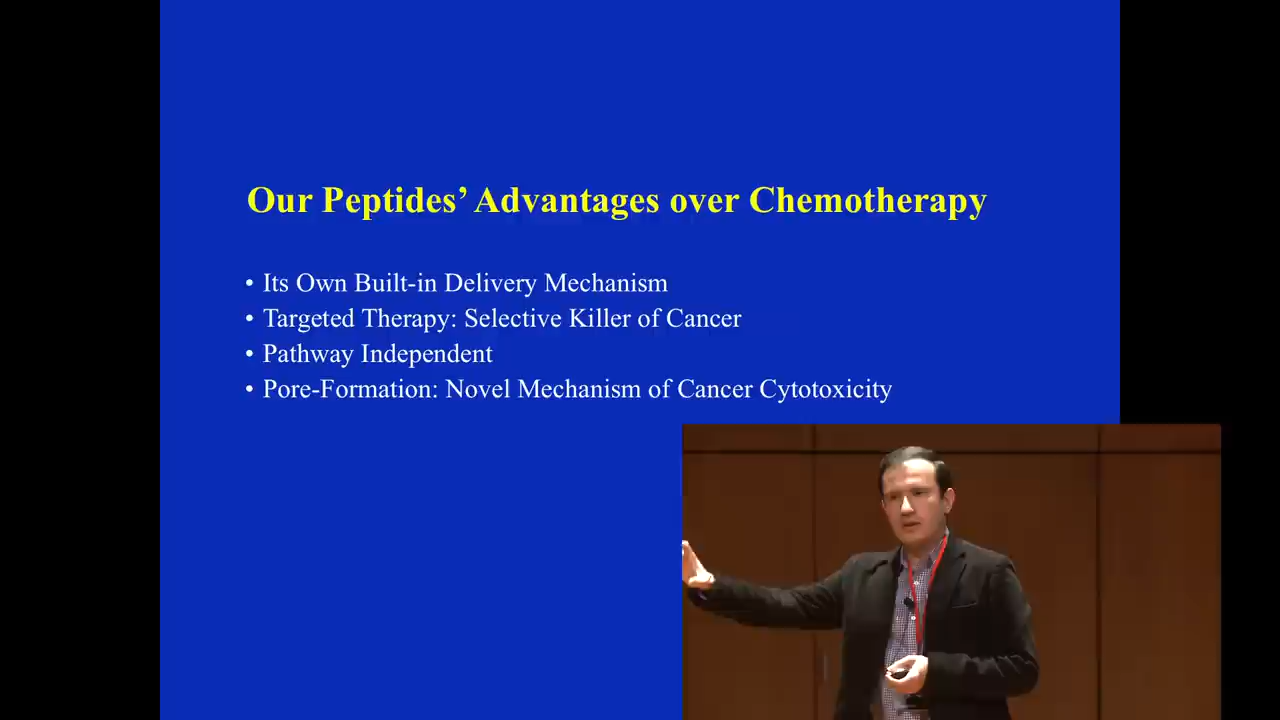 Our Peptides’ Advantages over Chemotherapy
• Its Own Built-in Delivery Mechanism
• Targeted Therapy: Selective Killer of Cancer
• Pathway Independent
• Pore-Formation: Novel Mechanism of Cancer Cytotoxicity